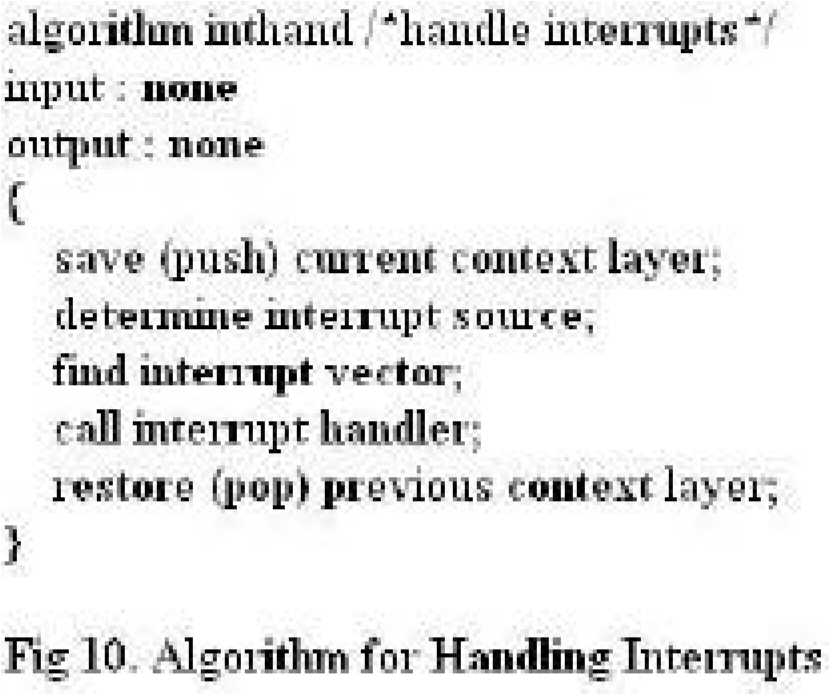 algorithm inthand /*handle interrupts*/
input : none
output : none
{
save (push) current context layer;
determine interrupt source;
find interrupt vector;
call interrupt handler;
restore (pop) previous context layer;
}
Fig 10. Algorithm for Handling Interrupts